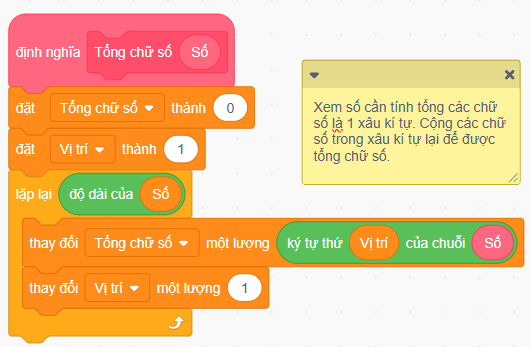 định nghĩa Tổng chữ số Số
đặt Tổng chữ số thành 0
đặt Vị trí thành 1
lặp lại độ dài của Số
thay đổi Tổng chữ số một lượng ký tự thứ Vị trí của chuỗi Số
thay đổi Vị trí một lượng 1
Xem số cần tính tổng các chữ
số là 1 xâu kí tự. Cộng các chữ
số trong xâu kí tự lại để được
tổng chữ số.